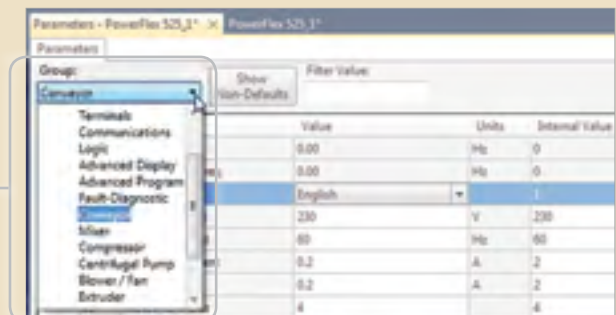 Parameters - PowerFlex 525_1* × PowerFlex 525_1*
Parameters
Group:
Conveyor
Show
Non-Defaults
Filter Value:
Value Units Internal Value
0.00 Hz 0
0.00 Hz 0
English 1
230 V 230
60 Hz 60
0.2 A 2
0.2 A 2
4 4
Terminals
Communications
Logic
Advanced Display
Advanced Program
Fault-Diagnostic
Conveyor
Mixer
Compressor
Centrifugal Pump
Blower / Fan
Extruder